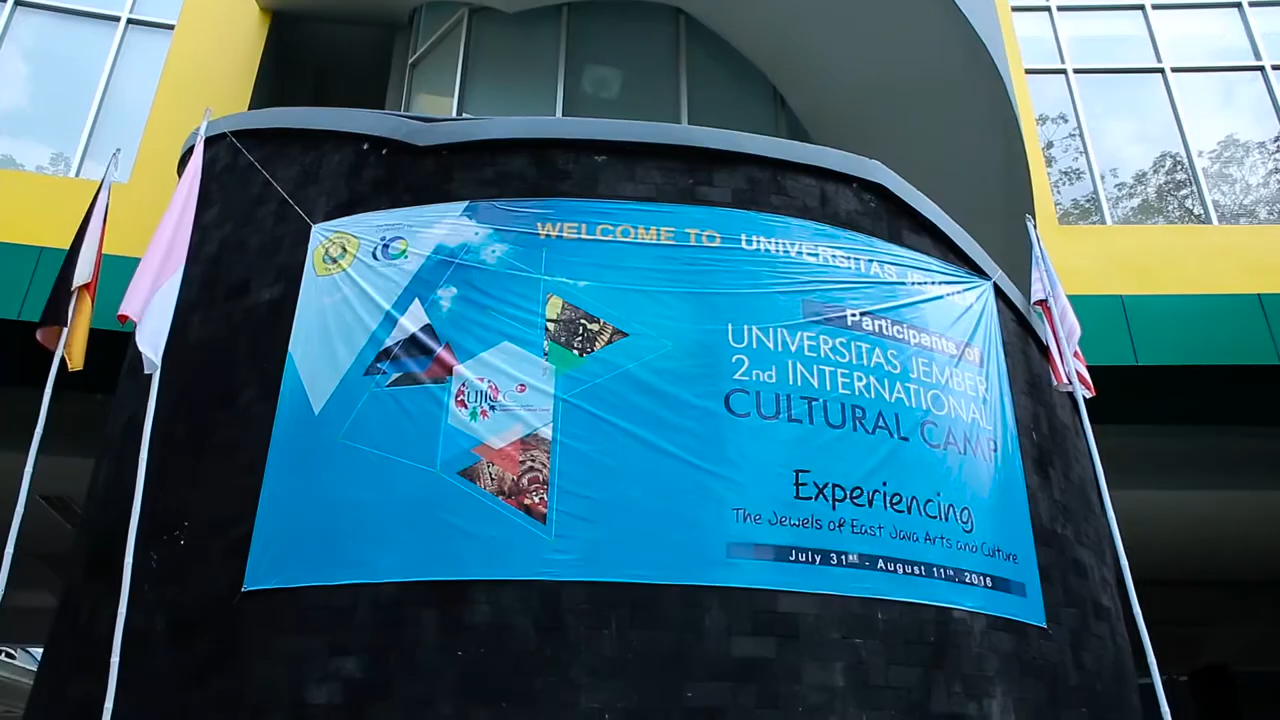 WELCOME TO UNIVERSITAS JEMBER
Participants of
UNIVERSITAS JEMBER
2nd INTERNATIONAL
CULTURAL CAMP
UJICC
Experiencing
The Jewels of East Java Arts and Culture
July 31st - August 11th, 2016